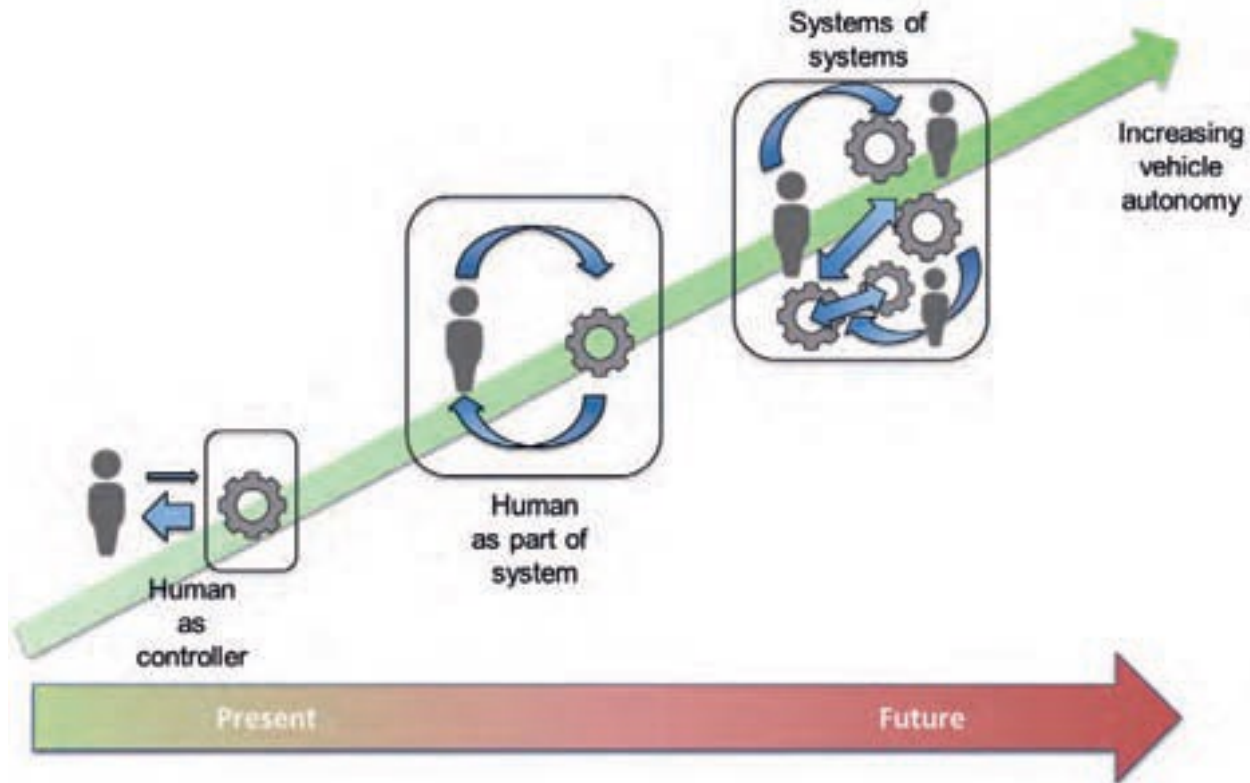 Systems of
systems
Increasing
vehicle
autonomy
Human
as part of
system
Human
as
controller
Present
Future